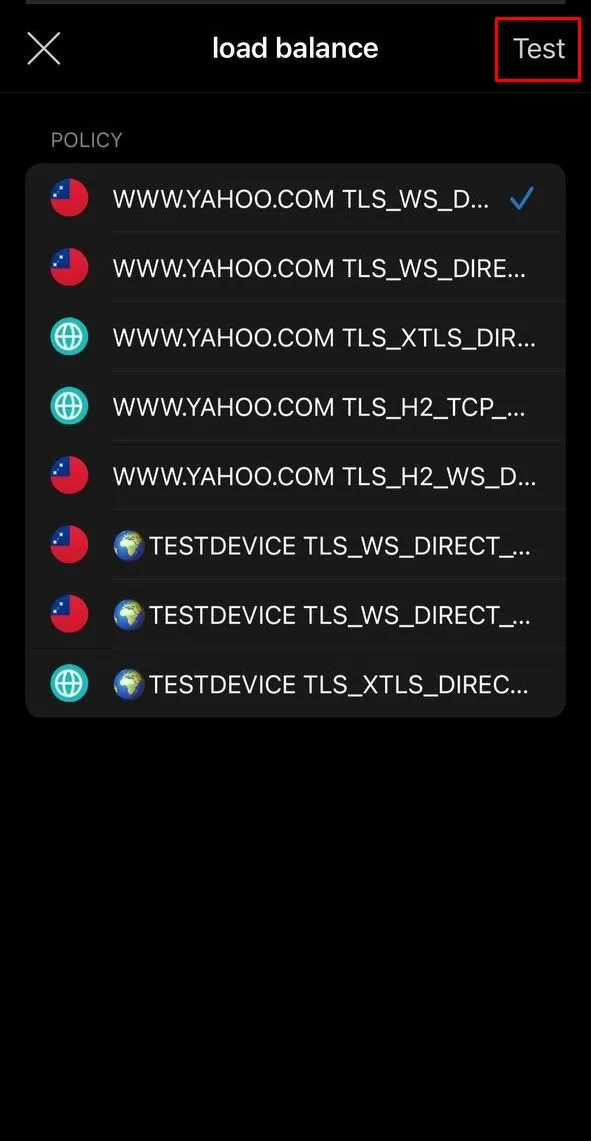 load balance
Test
POLICY
WWW.YAHOO.COM TLS_WS_D...
WWW.YAHOO.COM TLS_WS_DIRE...
WWW.YAHOO.COM TLS_XTLS_DIR...
WWW.YAHOO.COM TLS_H2_TCP_...
WWW.YAHOO.COM TLS_H2_WS_D...
TESTDEVICE TLS_WS_DIRECT_...
TESTDEVICE TLS_WS_DIRECT_...
TESTDEVICE TLS_XTLS_DIREC...